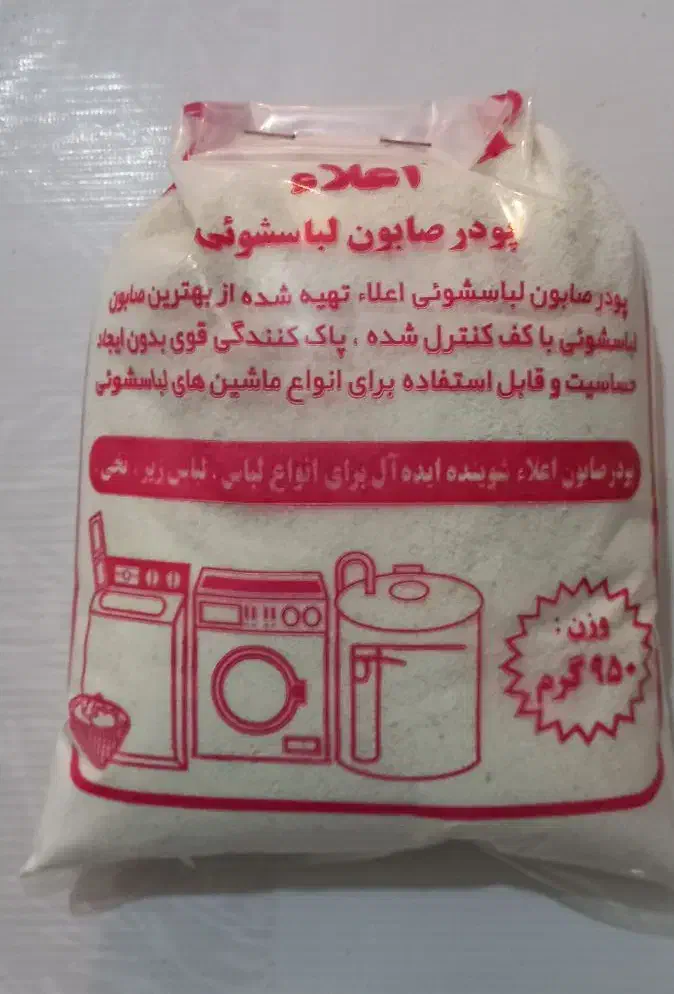 اعلاء
پودر صابون لباسشوئی
پودر صابون لباسشوئی اعلاء تهیه شده از بهترین صابون
لباسشوئی با کف کنترل شده ، پاک کنندگی قوی بدون ایجاد
حساسیت و قابل استفاده برای انواع ماشین های لباسشوئی
پودر صابون اعلاء شوینده ایده آل برای انواع لباس ، لباس زیر ، نخی ،
وزن :
۹۵۰ گرم